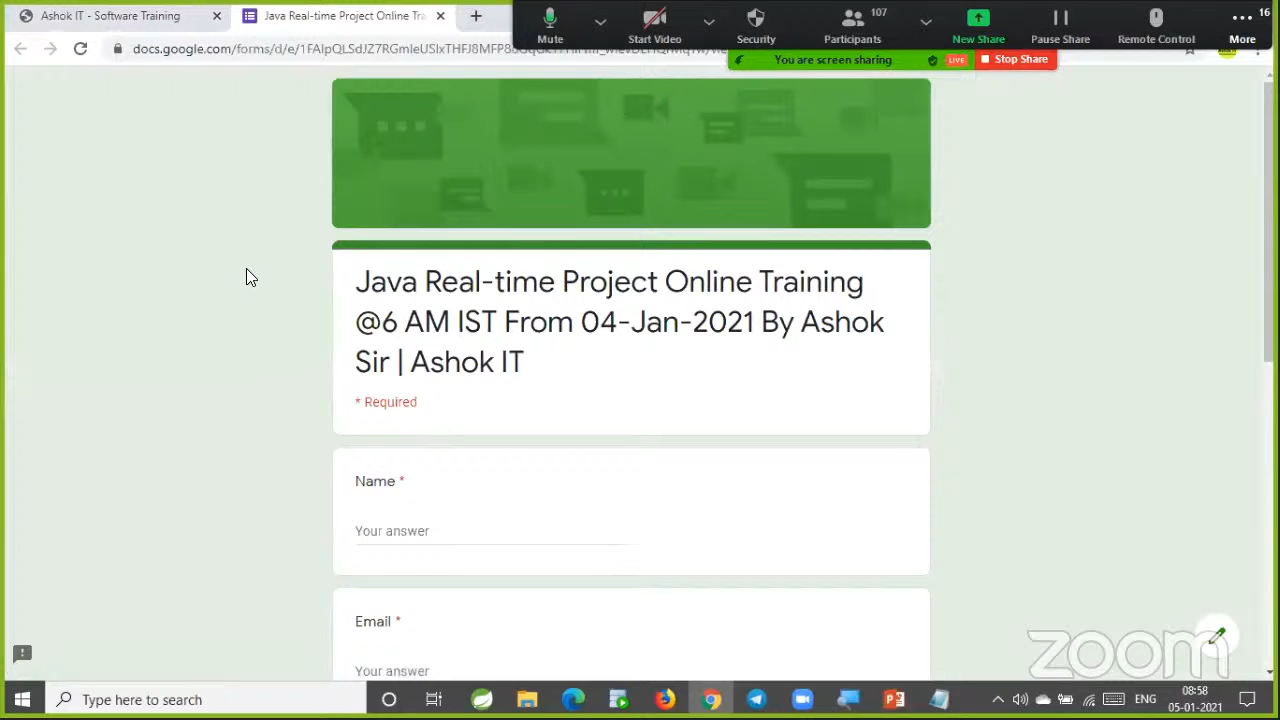 Ashok IT - Software Training
Java Real-time Project Online Tra
Mute
Start Video
Security
107
Participants
New Share
Pause Share
Remote Control
16
More
You are screen sharing
LIVE
Stop Share
Java Real-time Project Online Training
@6 AM IST From 04-Jan-2021 By Ashok
Sir | Ashok IT
* Required
Name *
Your answer
Email *
Your answer
zoom
Type here to search
ENG
08:58
05-01-2021